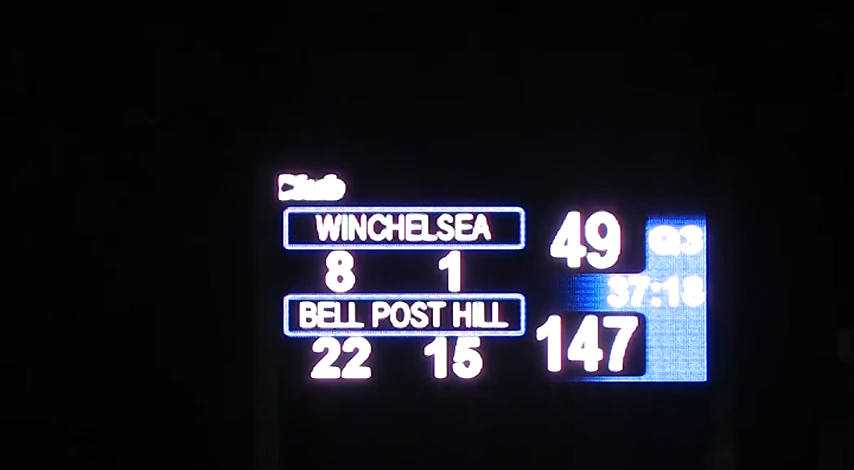 WINCHELSEA
8 1 49
Q3
37:18
BELL POST HILL
22 15 147